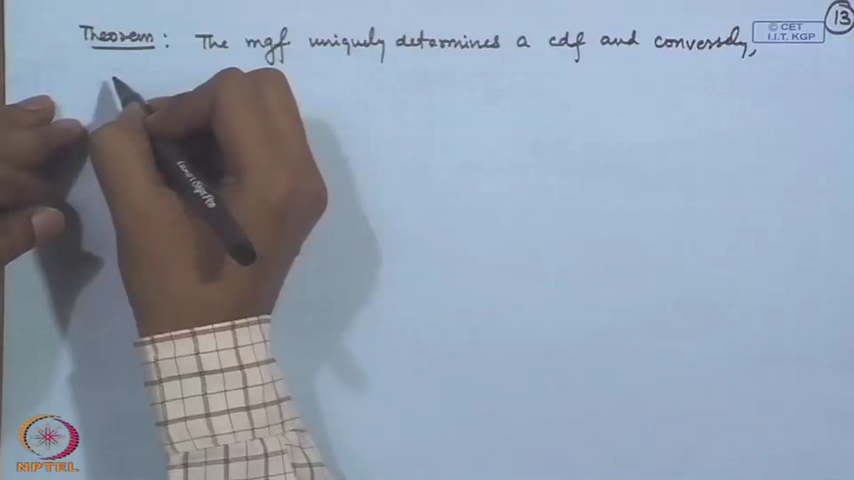 Theorem : The mgf uniquely determines a cdf and conversely,
© CET
I.I.T. KGP
13
NPTEL